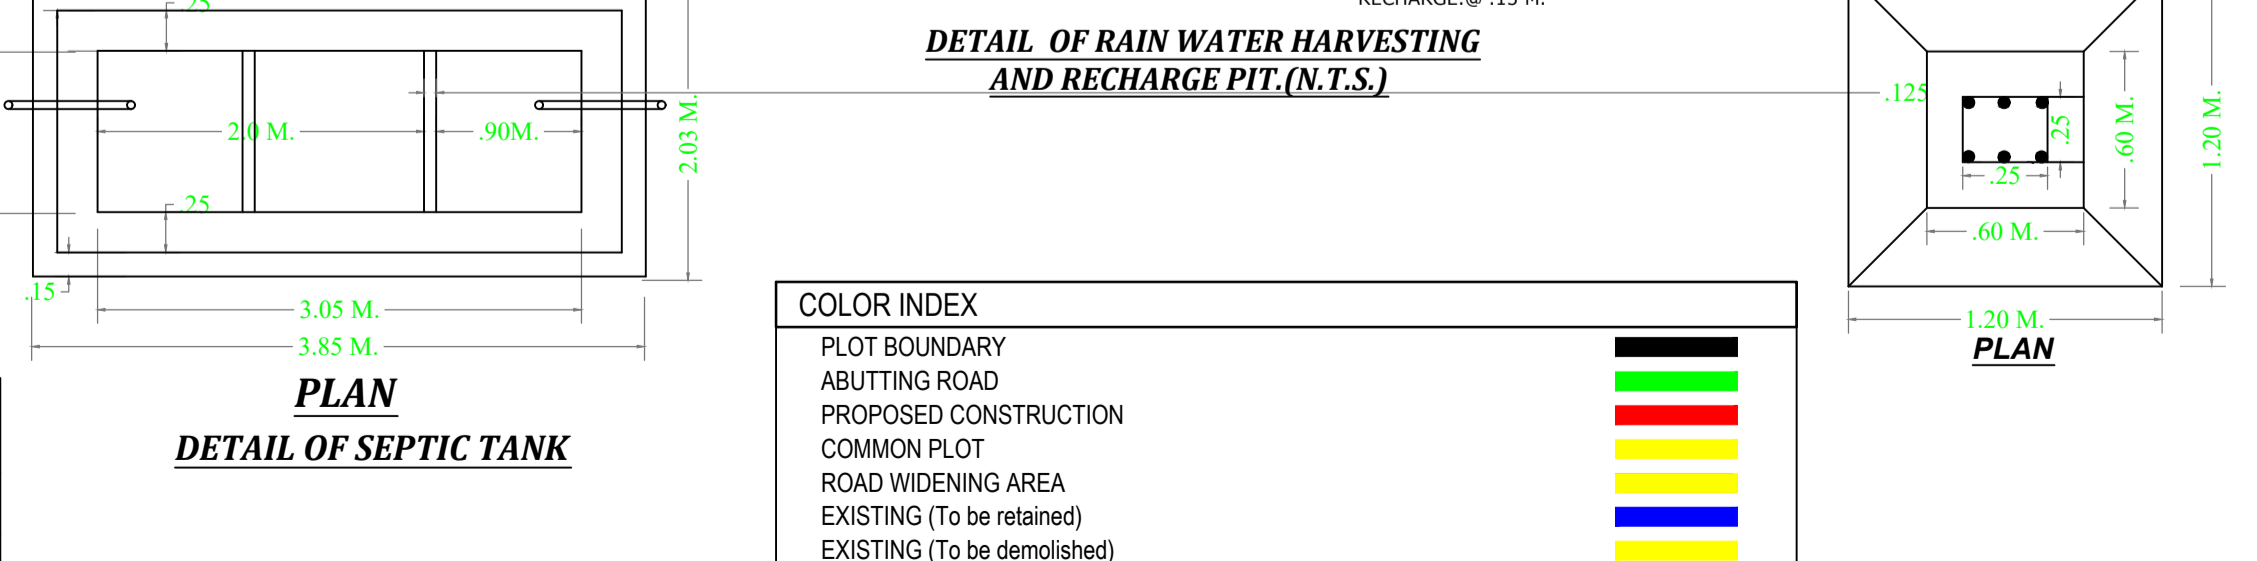 .25
RECHARGE.@ .15 M.
DETAIL OF RAIN WATER HARVESTING
AND RECHARGE PIT.(N.T.S.)
2.0 M.
.90M.
2.03 M.
.25
.15
3.05 M.
3.85 M.
PLAN
DETAIL OF SEPTIC TANK
.125
.25
.25
.60 M.
.60 M.
1.20 M.
1.20 M.
PLAN
COLOR INDEX
PLOT BOUNDARY
ABUTTING ROAD
PROPOSED CONSTRUCTION
COMMON PLOT
ROAD WIDENING AREA
EXISTING (To be retained)
EXISTING (To be demolished)